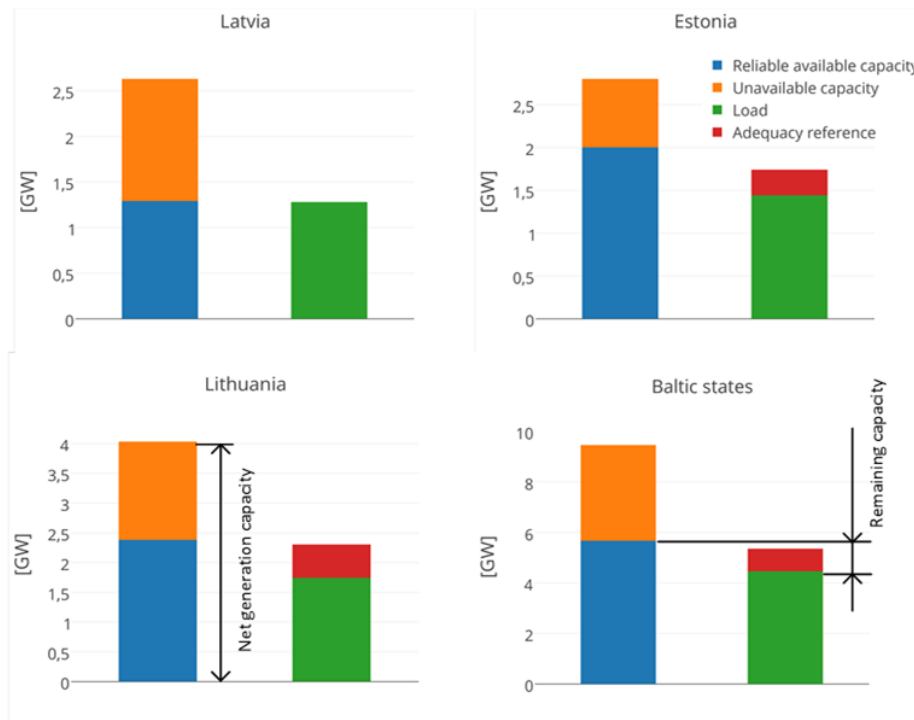 Latvia
[GW]
2,5
2
1,5
1
0,5
0
Estonia
Reliable available capacity
Unavailable capacity
Load
Adequacy reference
[GW]
2,5
2
1,5
1
0,5
0
Lithuania
[GW]
4
3,5
3
2,5
2
1,5
1
0,5
0
Net generation capacity
Baltic states
[GW]
10
8
6
4
2
0
Remaining capacity